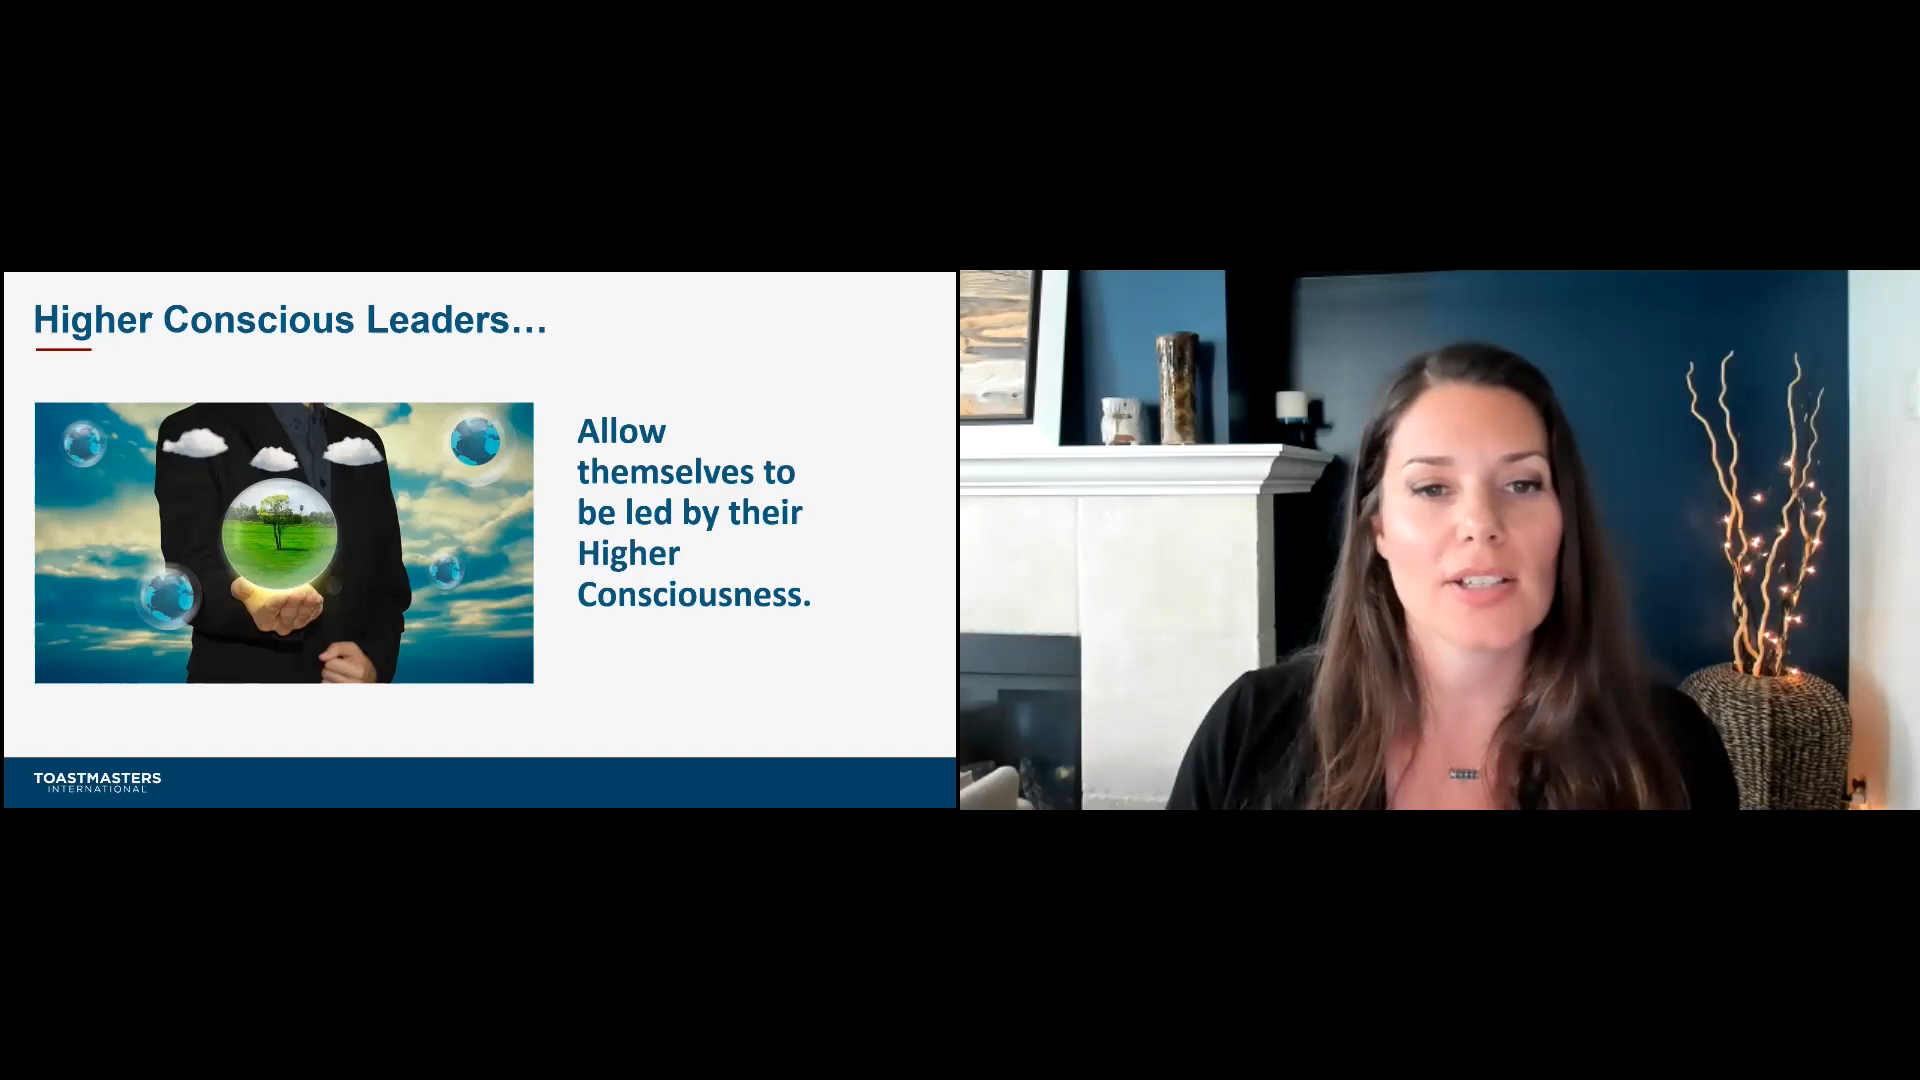 Higher Conscious Leaders…
Allow
themselves to
be led by their
Higher
Consciousness.
TOASTMASTERS
INTERNATIONAL